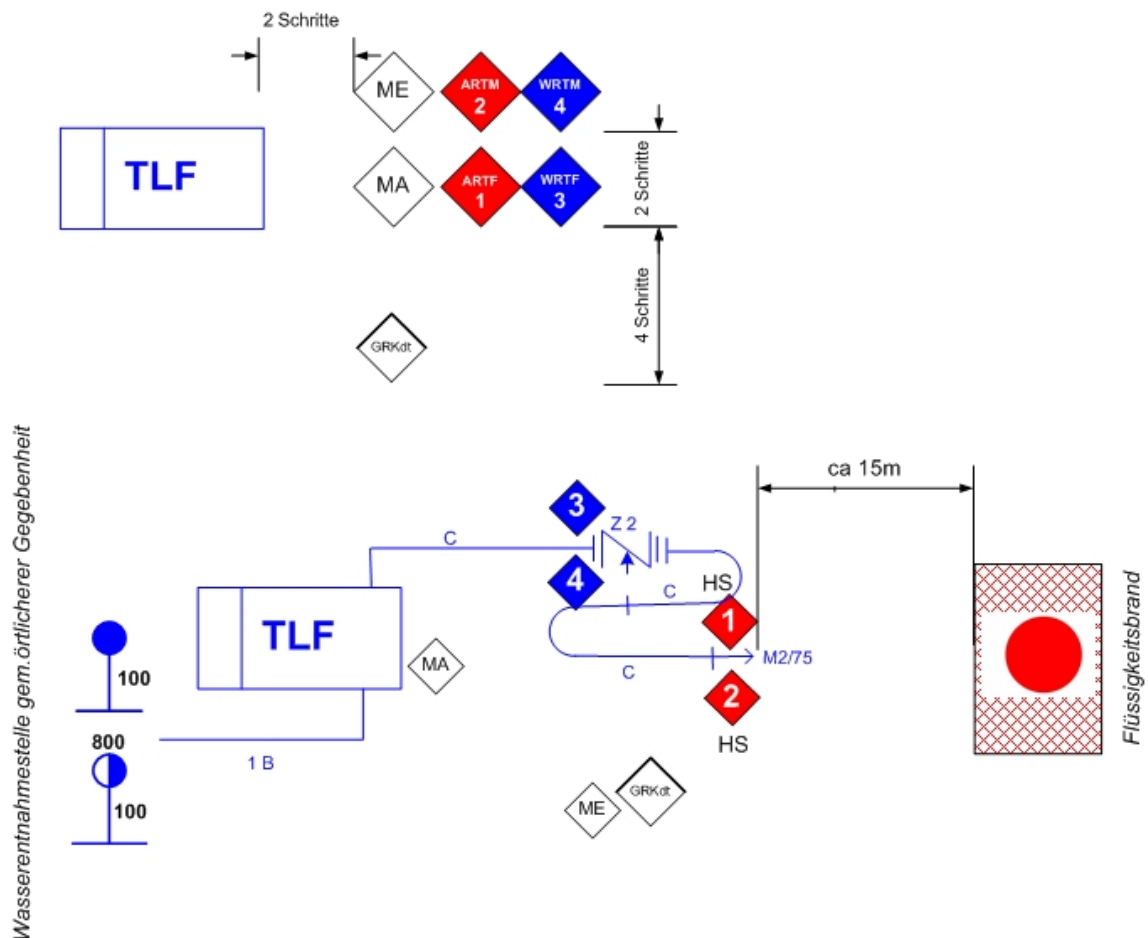 2 Schritte
ME
ARTM
2
WRTM
4
TLF
MA
ARTF
1
WRTF
3
2 Schritte
4 Schritte
GRKdt
Wasserentnahmestelle gem.örtlicherer Gegebenheit
ca 15m
3
Z 2
C
4
HS
C
1
TLF
MA
M2/75
C
2
HS
100
800
1 B
100
ME
GRKdt
Flüssigkeitsbrand